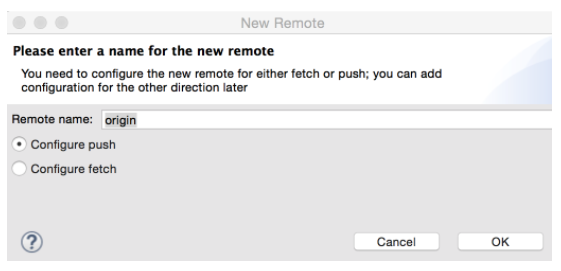 New Remote
Please enter a name for the new remote
You need to configure the new remote for either fetch or push; you can add
configuration for the other direction later
Remote name: origin
Configure push
Configure fetch
?
Cancel OK